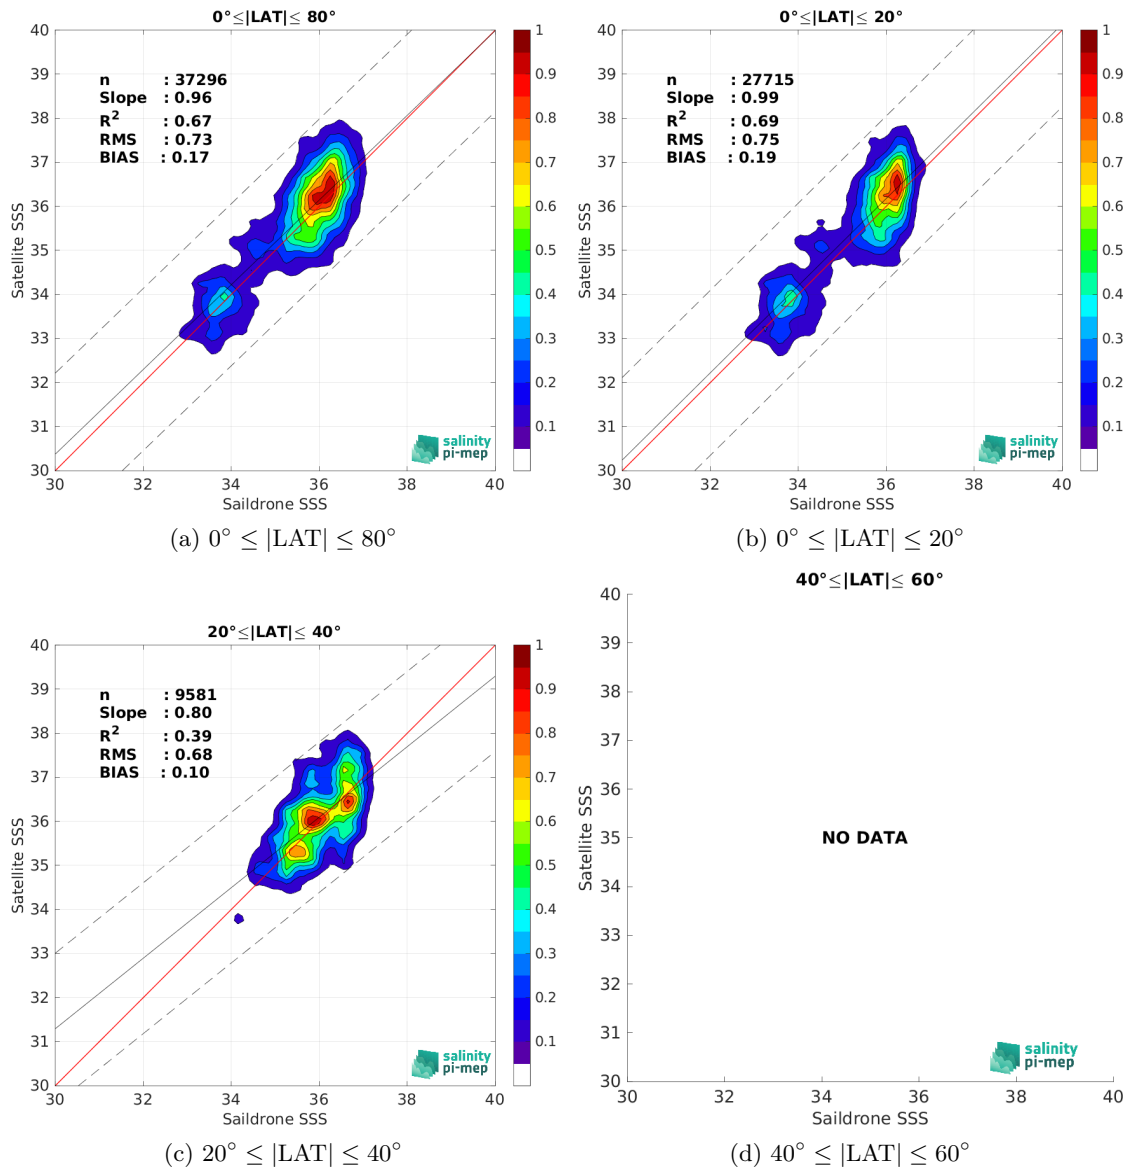 0°≤|LAT|≤ 80°
40
39
38
37
36
35
34
33
32
31
30
n : 37296
Slope : 0.96
R² : 0.67
RMS : 0.73
BIAS : 0.17
Satellite SSS
30 32 34 36 38 40
Saildrone SSS
salinity
pi-mep
1
0.9
0.8
0.7
0.6
0.5
0.4
0.3
0.2
0.1
(a) 0° ≤ |LAT| ≤ 80°
0°≤|LAT|≤ 20°
40
39
38
37
36
35
34
33
32
31
30
n : 27715
Slope : 0.99
R² : 0.69
RMS : 0.75
BIAS : 0.19
Satellite SSS
30 32 34 36 38 40
Saildrone SSS
salinity
pi-mep
1
0.9
0.8
0.7
0.6
0.5
0.4
0.3
0.2
0.1
(b) 0° ≤ |LAT| ≤ 20°
20°≤|LAT|≤ 40°
40
39
38
37
36
35
34
33
32
31
30
n : 9581
Slope : 0.80
R² : 0.39
RMS : 0.68
BIAS : 0.10
Satellite SSS
30 32 34 36 38 40
Saildrone SSS
salinity
pi-mep
1
0.9
0.8
0.7
0.6
0.5
0.4
0.3
0.2
0.1
(c) 20° ≤ |LAT| ≤ 40°
40°≤|LAT|≤ 60°
40
39
38
37
36
35
34
33
32
31
30
NO DATA
Satellite SSS
30 32 34 36 38 40
Saildrone SSS
salinity
pi-mep
(d) 40° ≤ |LAT| ≤ 60°